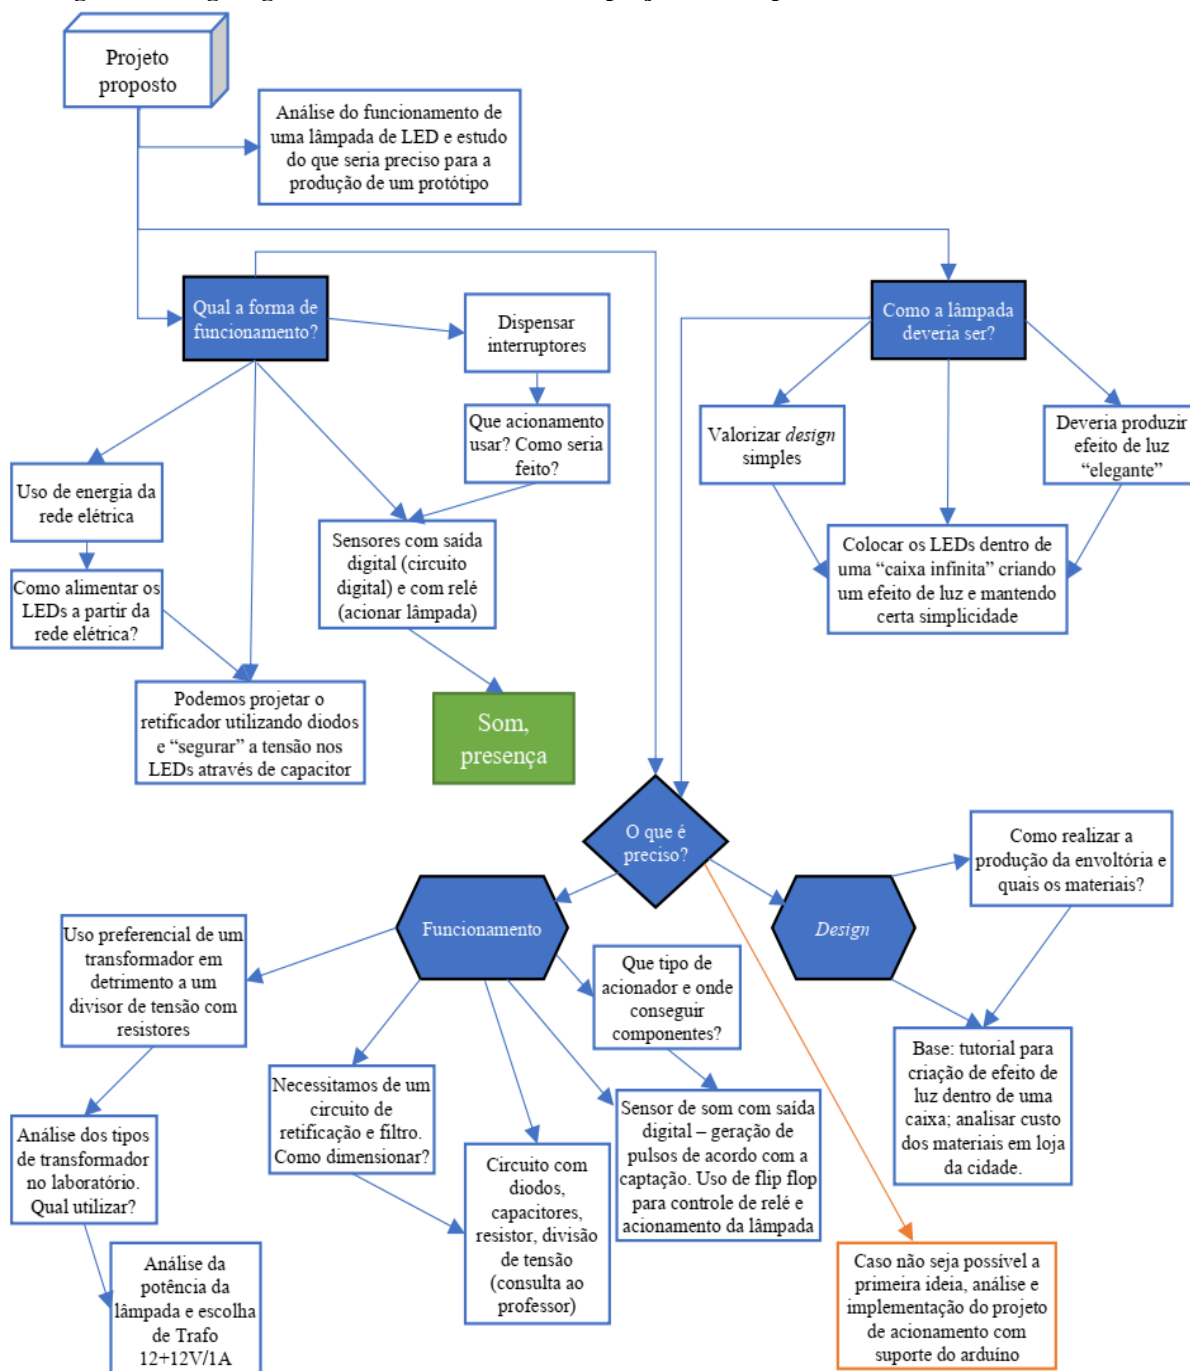 Projeto
proposto
Análise do funcionamento de
uma lâmpada de LED e estudo
do que seria preciso para a
produção de um protótipo
Qual a forma de
funcionamento?
Dispensar
interruptores
Como a lâmpada
deveria ser?
Que acionamento
usar? Como seria
feito?
Valorizar design
simples
Deveria produzir
efeito de luz
“elegante”
Uso de energia da
rede elétrica
Sensores com saída
digital (circuito
digital) e com relé
(acionar lâmpada)
Colocar os LEDs dentro de
uma “caixa infinita” criando
um efeito de luz e mantendo
certa simplicidade
Como alimentar os
LEDs a partir da
rede elétrica?
Podemos projetar o
retificador utilizando diodos
e “segurar” a tensão nos
LEDs através de capacitor
Som,
presença
O que é
preciso?
Como realizar a
produção da envoltória e
quais os materiais?
Funcionamento
Design
Uso preferencial de um
transformador em
detrimento a um
divisor de tensão com
resistores
Que tipo de
acionador e onde
conseguir
componentes?
Base: tutorial para
criação de efeito de
luz dentro de uma
caixa; analisar custo
dos materiais em loja
da cidade.
Necessitamos de um
circuito de
retificação e filtro.
Como dimensionar?
Sensor de som com saída
digital – geração de
pulsos de acordo com a
captação. Uso de flip flop
para controle de relé e
acionamento da lâmpada
Análise dos tipos
de transformador
no laboratório.
Qual utilizar?
Circuito com
diodos,
capacitores,
resistor, divisão
de tensão
(consulta ao
professor)
Análise da
potência da
lâmpada e escolha
de Trafo
12+12V/1A
Caso não seja possível a
primeira ideia, análise e
implementação do projeto
de acionamento com
suporte do arduíno